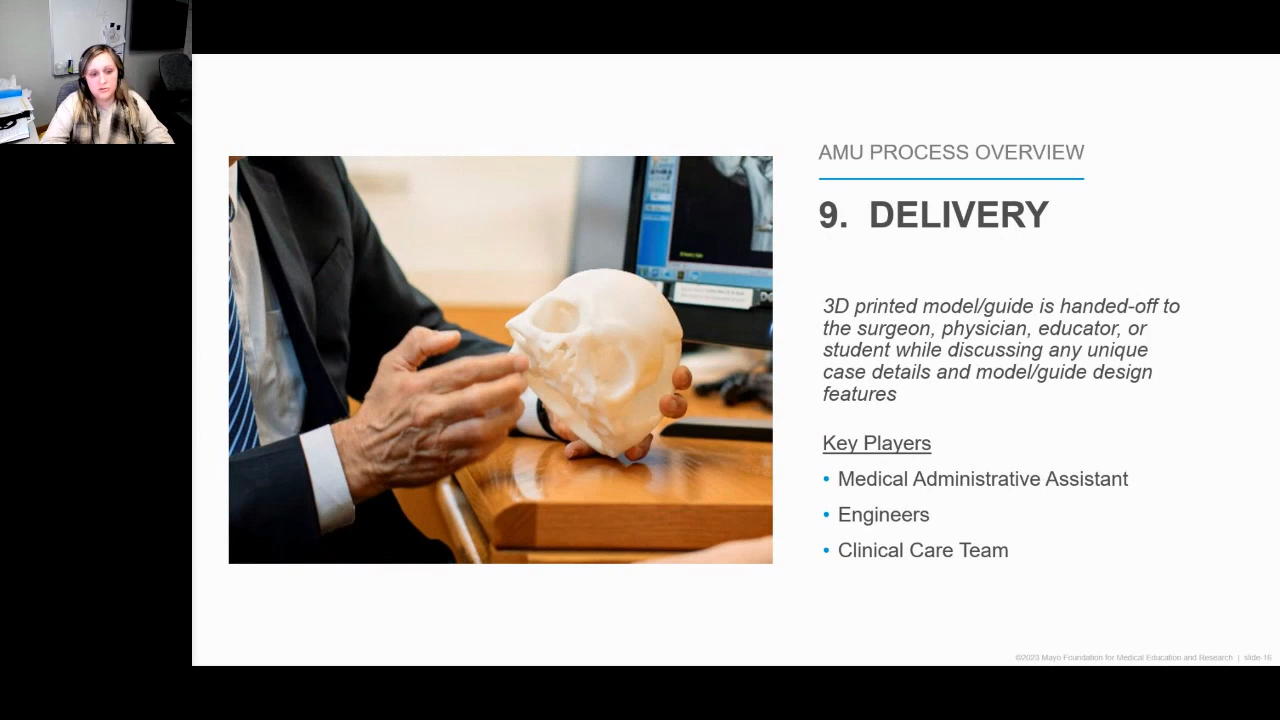 AMU PROCESS OVERVIEW
9. DELIVERY
3D printed model/guide is handed-off to
the surgeon, physician, educator, or
student while discussing any unique
case details and model/guide design
features
Key Players
• Medical Administrative Assistant
• Engineers
• Clinical Care Team
©2023 Mayo Foundation for Medical Education and Research | slide-16